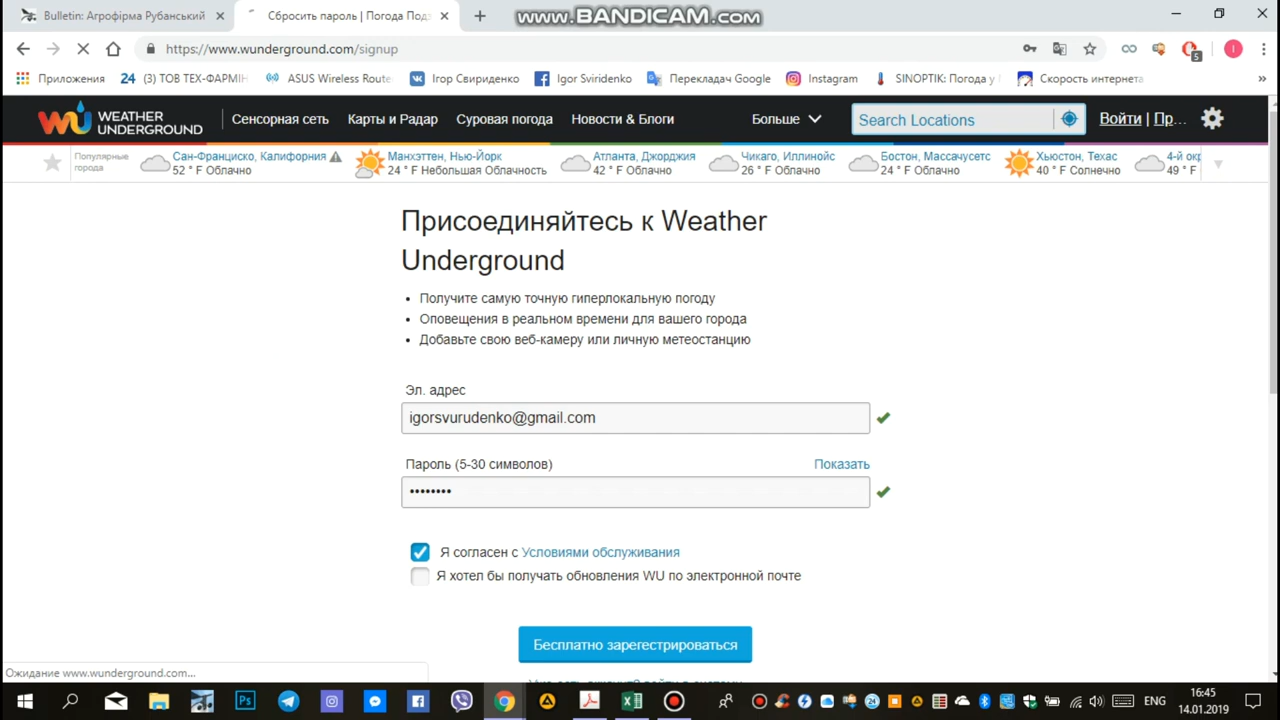 Bulletin: Агрофірма Рубанський
Сбросить пароль | Погода Под
www.BANDICAM.com
https://www.wunderground.com/signup
5
I
Приложения
24 (3) ТОВ ТЕХ-ФАРМІН
ASUS Wireless Route
Ігор Свириденко
Igor Sviridenko
Перекладач Google
Instagram
SINOPTIK: Погода у
Скорость интернета
WEATHER
UNDERGROUND
Сенсорная сеть
Карты и Радар
Суровая погода
Новости & Блоги
Больше
Search Locations
Войти | Пр...
Популярные
города
Сан-Франциско, Калифорния
52 ° F Облачно
Манхэттен, Нью-Йорк
24 ° F Небольшая Облачность
Атланта, Джорджия
42 ° F Облачно
Чикаго, Иллинойс
26 ° F Облачно
Бостон, Массачусетс
24 ° F Облачно
Хьюстон, Техас
40 ° F Солнечно
4-й окр
49 ° F
Присоединяйтесь к Weather
Underground
• Получите самую точную гиперлокальную погоду
• Оповещения в реальном времени для вашего города
• Добавьте свою веб-камеру или личную метеостанцию
Эл. адрес
igorsvurudenko@gmail.com
Пароль (5-30 символов) Показать
••••••••
Я согласен с Условиями обслуживания
Я хотел бы получать обновления WU по электронной почте
Бесплатно зарегестрироваться
Ожидание www.wunderground.com...
Ps
ENG
16:45
14.01.2019